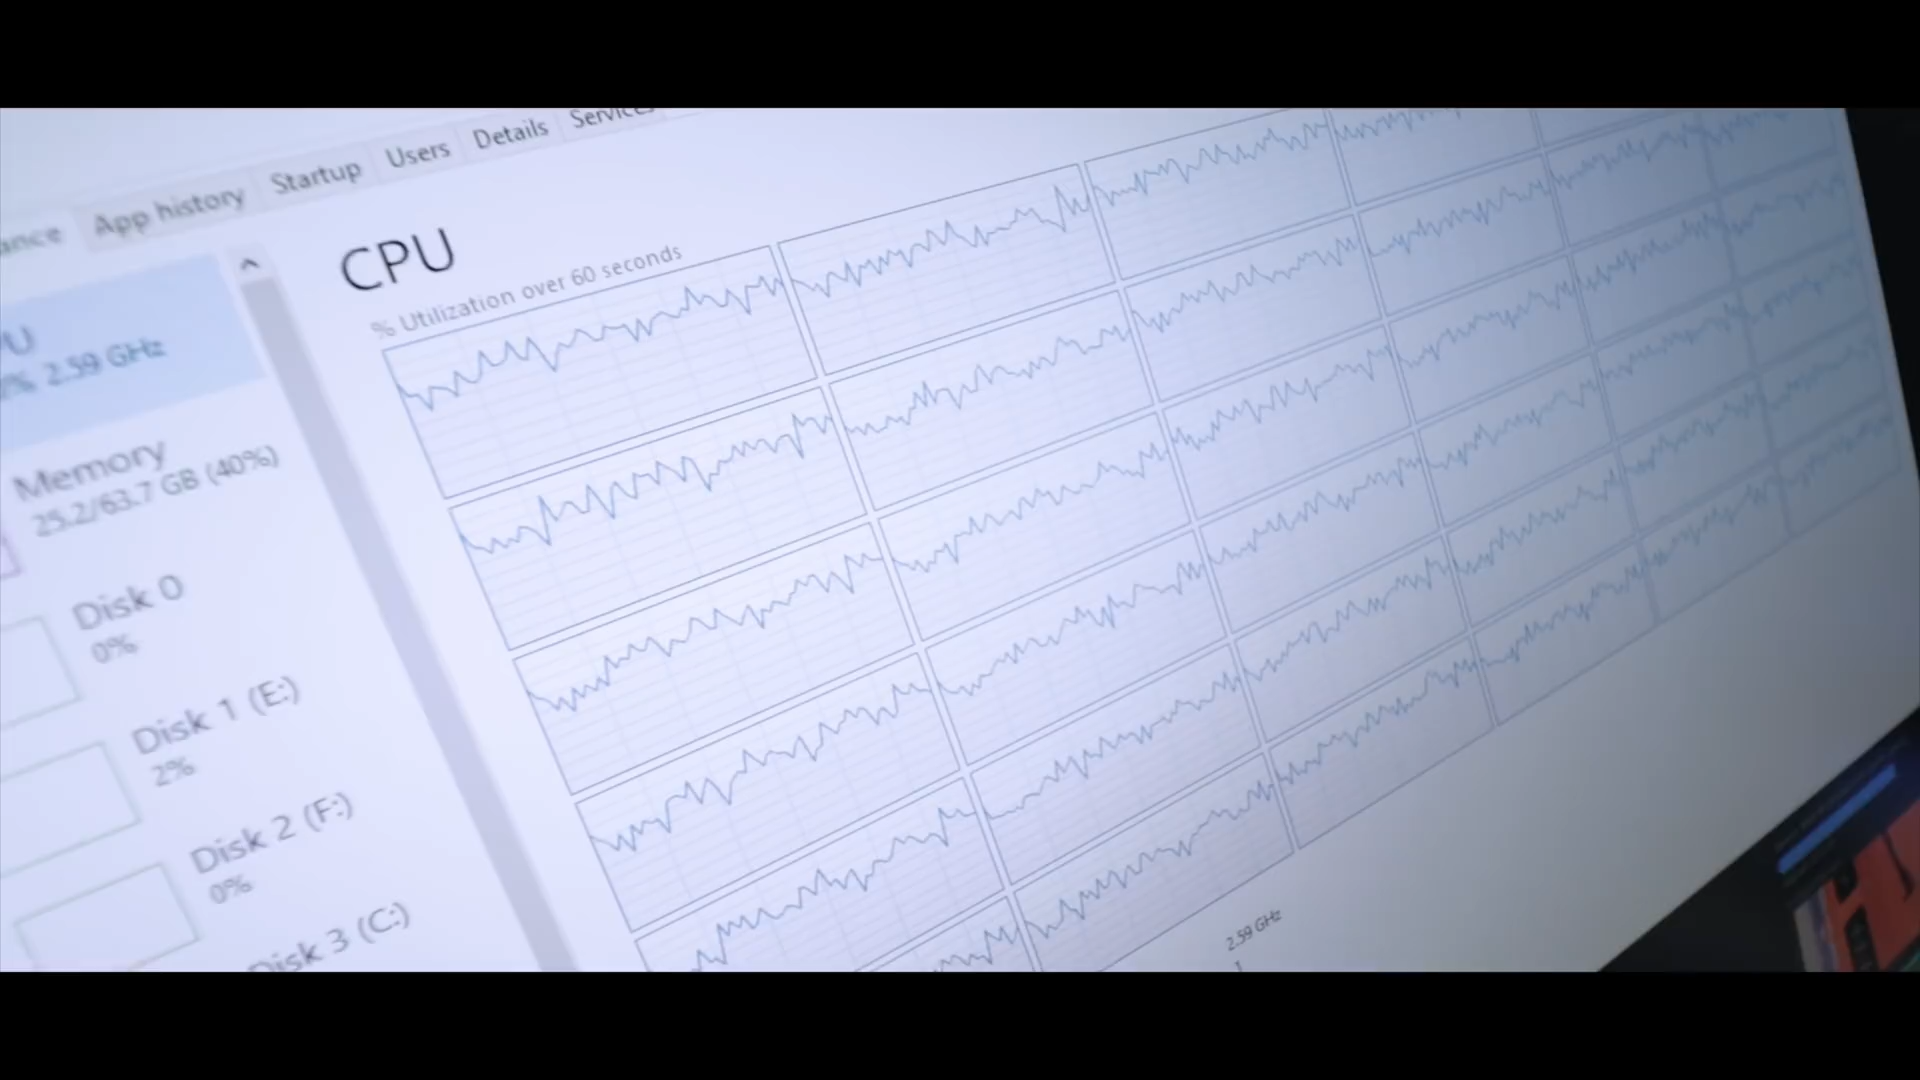 App history Startup Users Details Services
CPU
% Utilization over 60 seconds
2.59 GHz
Memory
25.2/63.7 GB (40%)
Disk 0
0%
Disk 1 (E:)
2%
Disk 2 (F:)
0%
Disk 3 (C:)
2.59 GHz